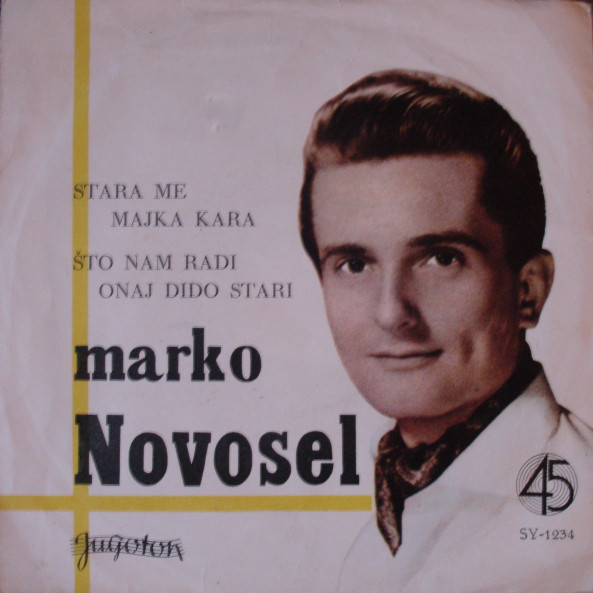 STARA ME
MAJKA KARA
ŠTO NAM RADI
ONAJ DIDO STARI
marko
Novosel
Jugoton
45
SY-1234